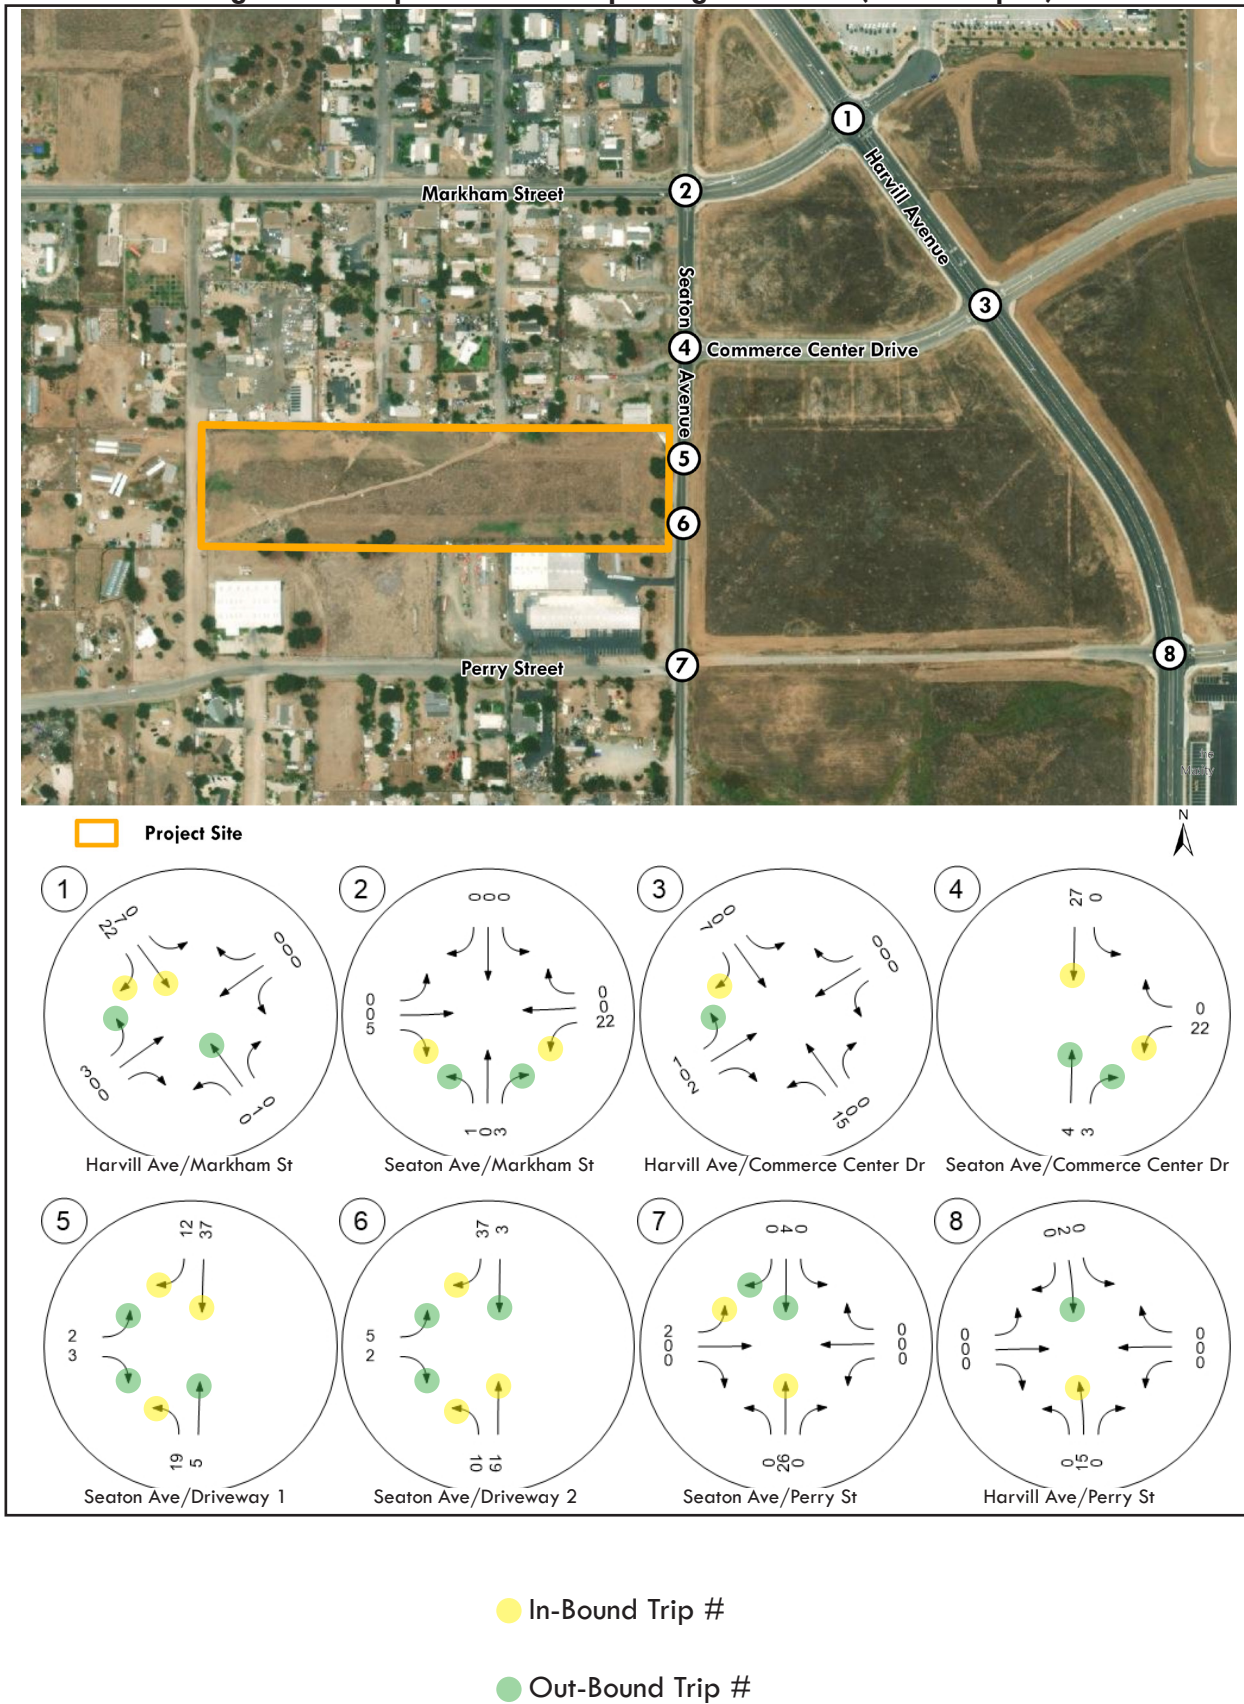 Markham Street
Harvill Avenue
Seaton
Avenue
Commerce Center Drive
Perry Street
1
2
3
4
5
6
7
8
N
Project Site
1
22 7 0
0 0 0
3 0 0
0 1 0
Harvill Ave/Markham St
2
0 0 0
0
0
5
0
0
22
1 0 3
Seaton Ave/Markham St
3
7 0 0
0 0 0
1 0 2
15 0 0
Harvill Ave/Commerce Center Dr
4
27 0
0
22
4 3
Seaton Ave/Commerce Center Dr
5
12 37
2
3
19 5
Seaton Ave/Driveway 1
6
37 3
5
2
10 19
Seaton Ave/Driveway 2
7
0 4 0
2
0
0
0
0
0
0 26 0
Seaton Ave/Perry St
8
0 2 0
0
0
0
0
0
0
0 15 0
Harvill Ave/Perry St
In-Bound Trip #
Out-Bound Trip #